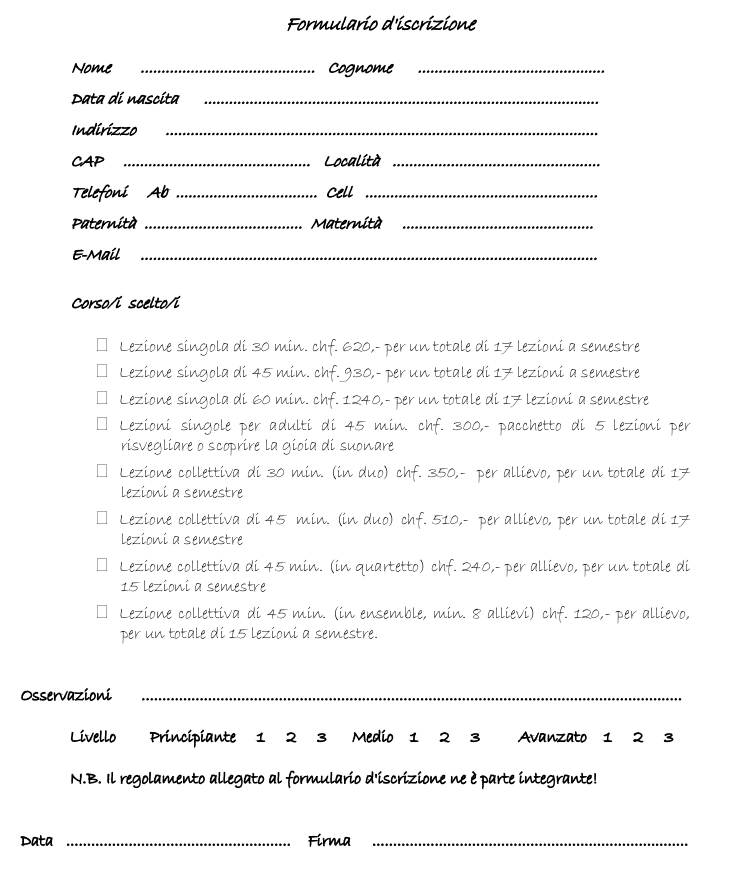 Formulario d'iscrizione
Nome .......................................... Cognome .............................................
Data di nascita ...............................................................................................
Indirizzo ........................................................................................................
CAP ............................................. Località ..................................................
Telefoni Ab .................................. Cell ........................................................
Paternità ...................................... Maternità ..............................................
E-Mail ..............................................................................................................
Corso/i scelto/i
☐ Lezione singola di 30 min. chf. 620,- per un totale di 17 lezioni a semestre
☐ Lezione singola di 45 min. chf. 930,- per un totale di 17 lezioni a semestre
☐ Lezione singola di 60 min. chf. 1240,- per un totale di 17 lezioni a semestre
☐ Lezioni singole per adulti di 45 min. chf. 300,- pacchetto di 5 lezioni per
risvegliare o scoprire la gioia di suonare
☐ Lezione collettiva di 30 min. (in duo) chf. 350,- per allievo, per un totale di 17
lezioni a semestre
☐ Lezione collettiva di 45 min. (in duo) chf. 510,- per allievo, per un totale di 17
lezioni a semestre
☐ Lezione collettiva di 45 min. (in quartetto) chf. 240,- per allievo, per un totale di
15 lezioni a semestre
☐ Lezione collettiva di 45 min. (in ensemble, min. 8 allievi) chf. 120,- per allievo,
per un totale di 15 lezioni a semestre.
Osservazioni ..................................................................................................................................
Livello Principiante 1 2 3 Medio 1 2 3 Avanzato 1 2 3
N.B. Il regolamento allegato al formulario d'iscrizione ne è parte integrante!
Data ...................................................... Firma ............................................................................